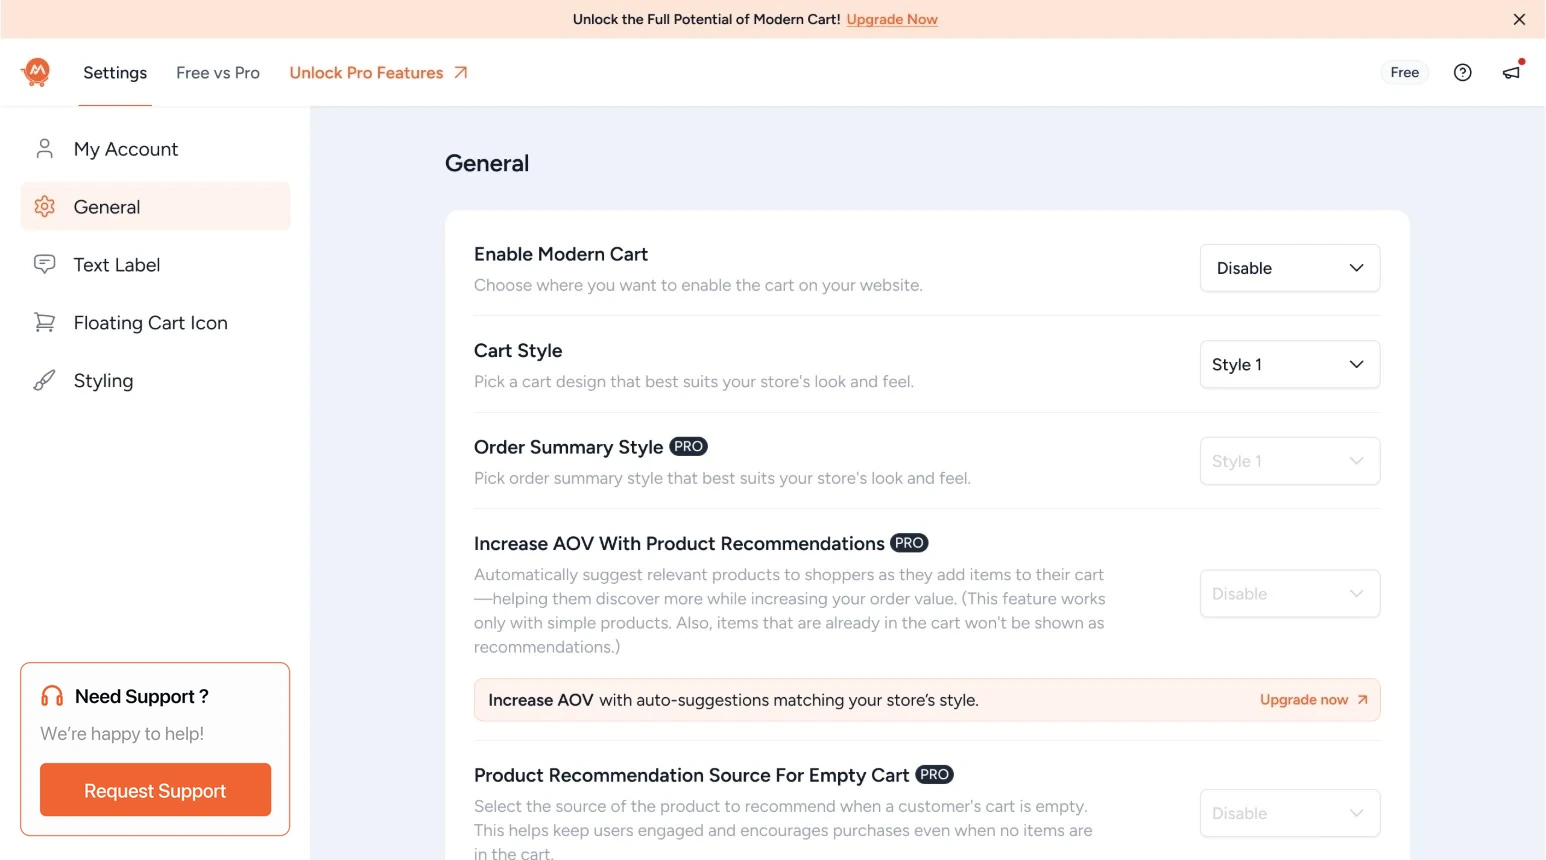 Unlock the Full Potential of Modern Cart! Upgrade Now
Settings
Free vs Pro
Unlock Pro Features
Free
My Account
General
Text Label
Floating Cart Icon
Styling
Need Support ?
We’re happy to help!
Request Support
General
Enable Modern Cart
Choose where you want to enable the cart on your website.
Disable
Cart Style
Pick a cart design that best suits your store's look and feel.
Style 1
Order Summary Style PRO
Pick order summary style that best suits your store's look and feel.
Style 1
Increase AOV With Product Recommendations PRO
Automatically suggest relevant products to shoppers as they add items to their cart
—helping them discover more while increasing your order value. (This feature works
only with simple products. Also, items that are already in the cart won't be shown as
recommendations.)
Disable
Increase AOV with auto-suggestions matching your store’s style.
Upgrade now
Product Recommendation Source For Empty Cart PRO
Select the source of the product to recommend when a customer's cart is empty.
This helps keep users engaged and encourages purchases even when no items are
in the cart.
Disable